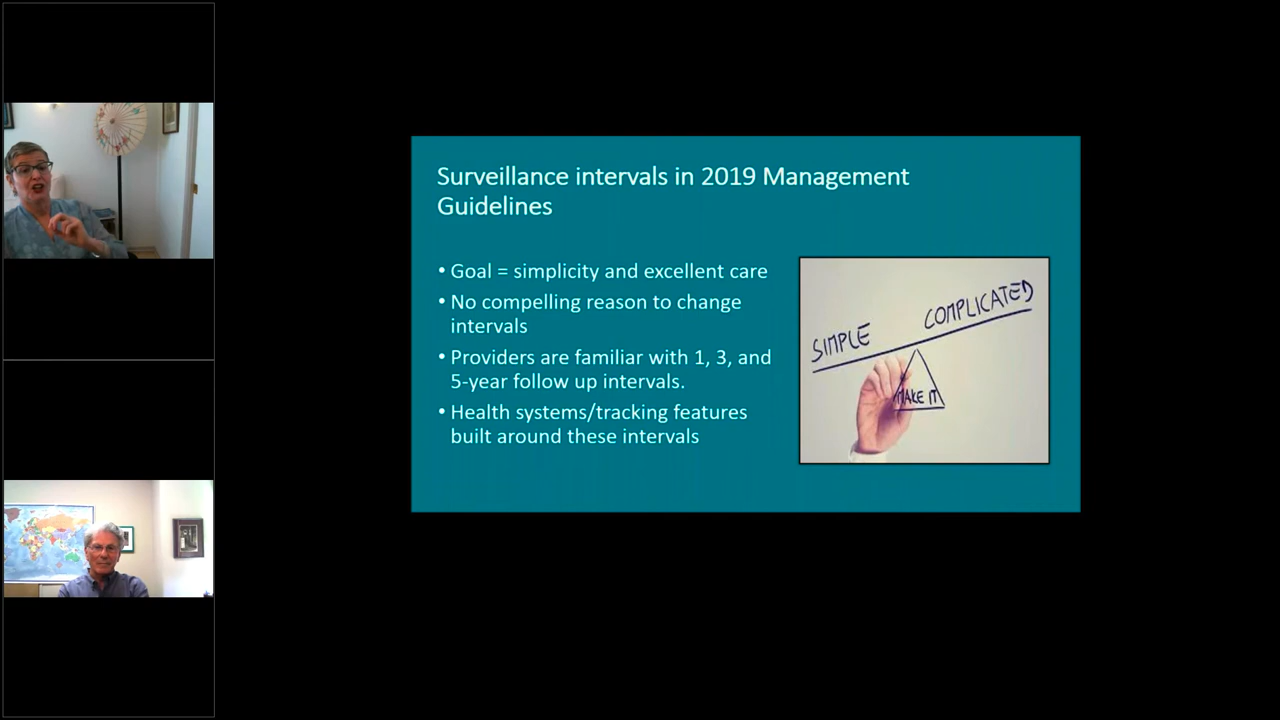 Surveillance intervals in 2019 Management
Guidelines
• Goal = simplicity and excellent care
• No compelling reason to change
intervals
• Providers are familiar with 1, 3, and
5-year follow up intervals.
• Health systems/tracking features
built around these intervals
SIMPLE
COMPLICATED
MAKE IT